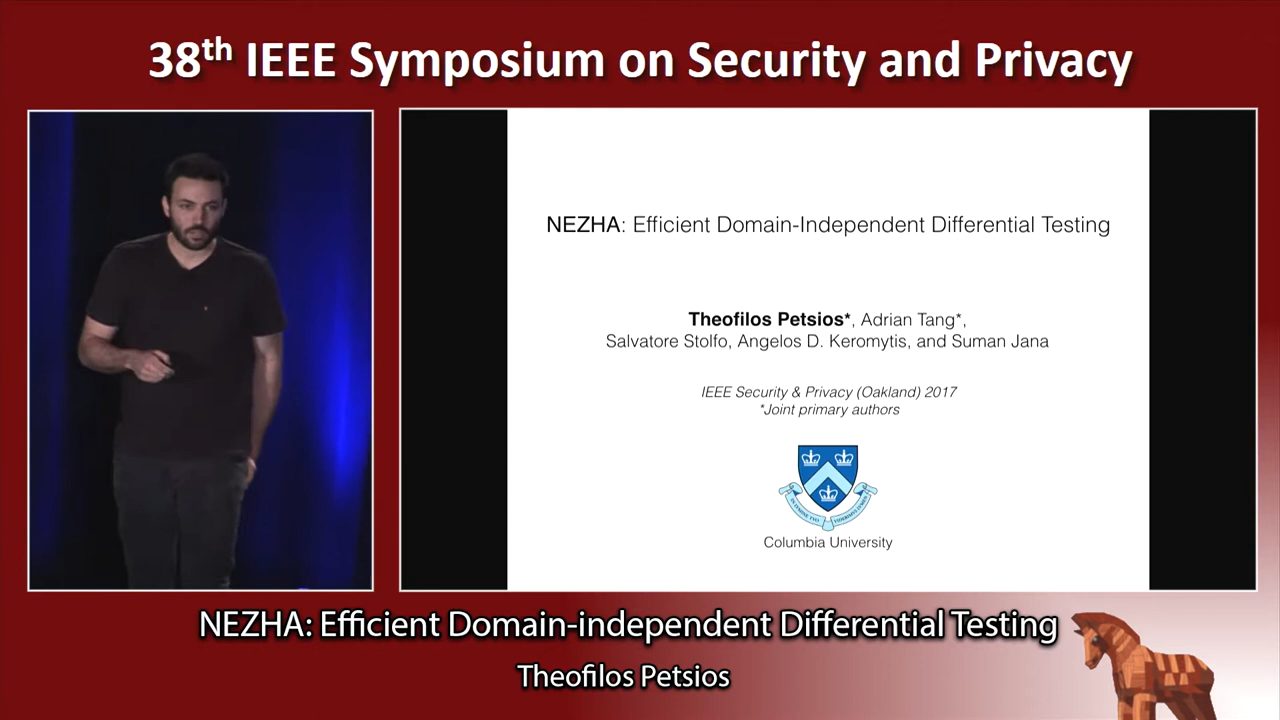 38th IEEE Symposium on Security and Privacy
NEZHA: Efficient Domain-Independent Differential Testing
Theofilos Petsios*, Adrian Tang*,
Salvatore Stolfo, Angelos D. Keromytis, and Suman Jana
IEEE Security & Privacy (Oakland) 2017
*Joint primary authors
Columbia University
NEZHA: Efficient Domain-independent Differential Testing
Theofilos Petsios